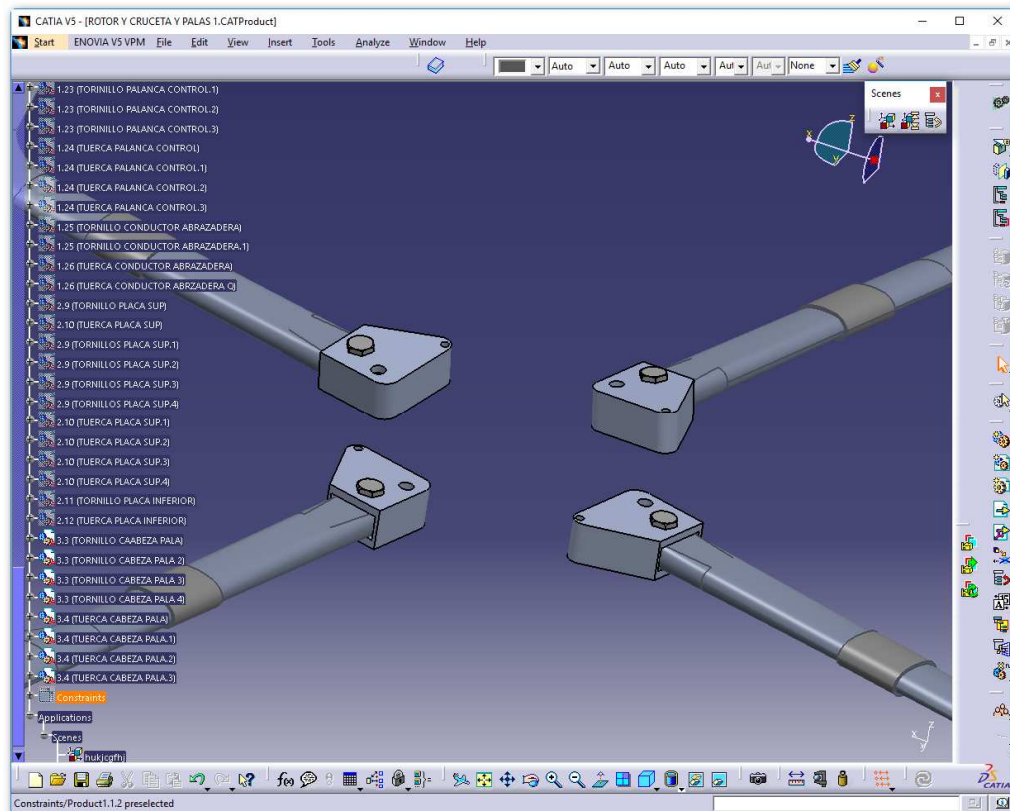 CATIA V5 - [ROTOR Y CRUCETA Y PALAS 1.CATProduct]
Start ENOVIA V5 VPM File Edit View Insert Tools Analyze Window Help
Auto Auto Auto Aut Aut None
Scenes
1.23 (TORINILLO PALANCA CONTROL.1)
1.23 (TORINILLO PALANCA CONTROL.2)
1.23 (TORINILLO PALANCA CONTROL.3)
1.24 (TUERCA PALANCA CONTROL)
1.24 (TUERCA PALANCA CONTROL.1)
1.24 (TUERCA PALANCA CONTROL.2)
1.24 (TUERCA PALANCA CONTROL.3)
1.25 (TORNILLO CONDUCTOR ABRAZADERA)
1.25 (TORNILLO CONDUCTOR ABRAZADERA.1)
1.26 (TUERCA CONDUCTOR ABRAZADERA)
1.26 (TUERCA CONDUCTOR ABRZADERA Q)
2.9 (TORNILLO PLACA SUP)
2.10 (TUERCA PLACA SUP)
2.9 (TORNILLOS PLACA SUP.1)
2.9 (TORNILLOS PLACA SUP.2)
2.9 (TORNILLOS PLACA SUP.3)
2.9 (TORNILLOS PLACA SUP.4)
2.10 (TUERCA PLACA SUP.1)
2.10 (TUERCA PLACA SUP.2)
2.10 (TUERCA PLACA SUP.3)
2.10 (TUERCA PLACA SUP.4)
2.11 (TORNILLO PLACA INFERIOR)
2.12 (TUERCA PLACA INFERIOR)
3.3 (TORNILLO CAABEZA PALA)
3.3 (TORNILLO CABEZA PALA 2)
3.3 (TORNILLO CABEZA PALA 3)
3.3 (TORNILLO CABEZA PALA 4)
3.4 (TUERCA CABEZA PALA)
3.4 (TUERCA CABEZA PALA.1)
3.4 (TUERCA CABEZA PALA.2)
3.4 (TUERCA CABEZA PALA.3)
Constraints
Applications
Scenes
hukjcgfhj
x
z
y
z
x
y
f(x)
CATIA
Constraints/Product1.1.2 preselected